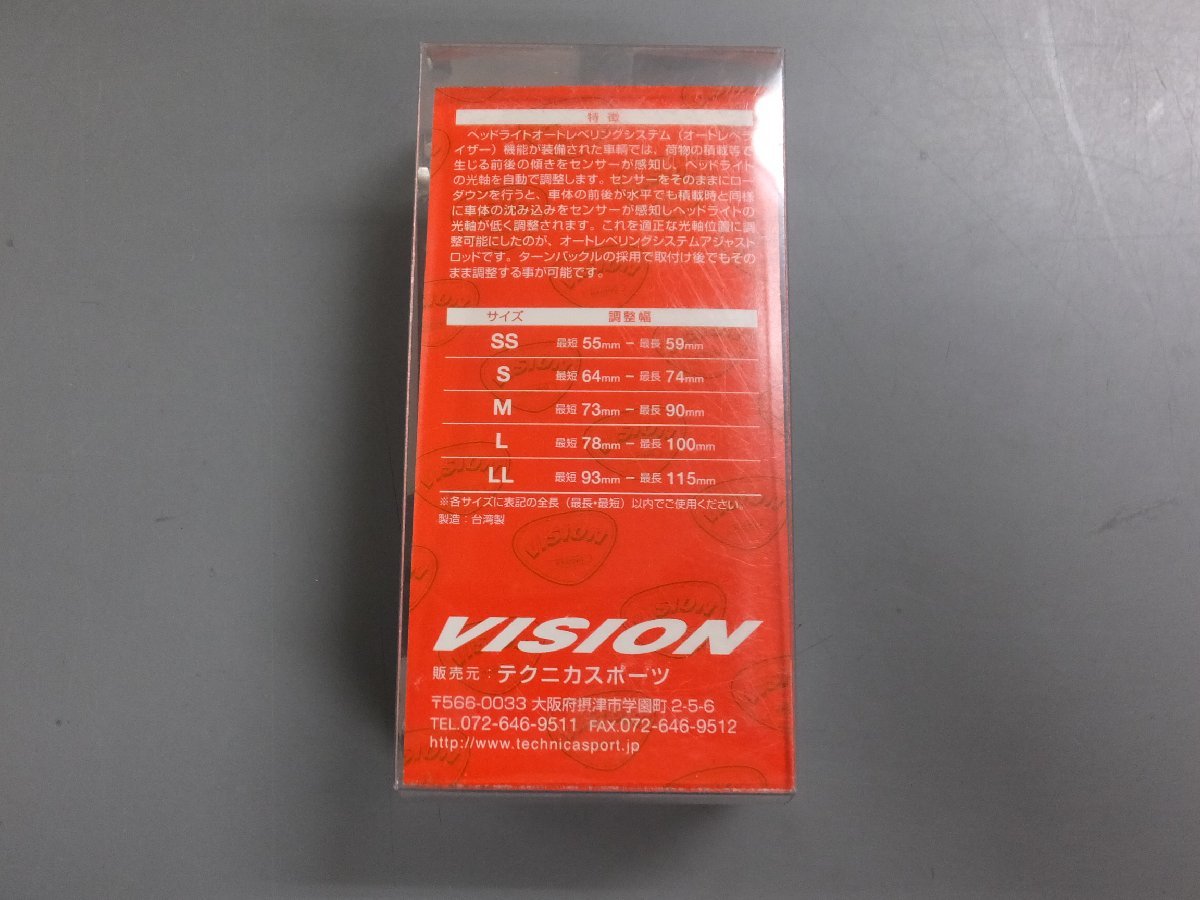 特徴
ヘッドライトオートレベリングシステム（オートレベラ
イザー）機能が装備された車輌では、荷物の積載等で
生じる前後の傾きをセンサーが感知し、ヘッドライト
の光軸を自動で調整します。センサーをそのままにロー
ダウンを行うと、車体の前後が水平でも積載時と同様
に車体の沈み込みをセンサーが感知しヘッドライトの
光軸が低く調整されます。これを適正な光軸位置に調
整可能にしたのが、オートレベリングシステムアジャスト
ロッドです。ターンバックルの採用で取付け後でもその
まま調整する事が可能です。
サイズ 調整幅
SS 最短 55mm − 最長 59mm
S 最短 64mm − 最長 74mm
M 最短 73mm − 最長 90mm
L 最短 78mm − 最長 100mm
LL 最短 93mm − 最長 115mm
※各サイズに表記の全長（最長・最短）以内でご使用ください。
製造：台湾製
VISION
販売元：テクニカスポーツ
〒566-0033 大阪府摂津市学園町 2-5-6
TEL.072-646-9511 FAX.072-646-9512
http://www.technicasport.jp